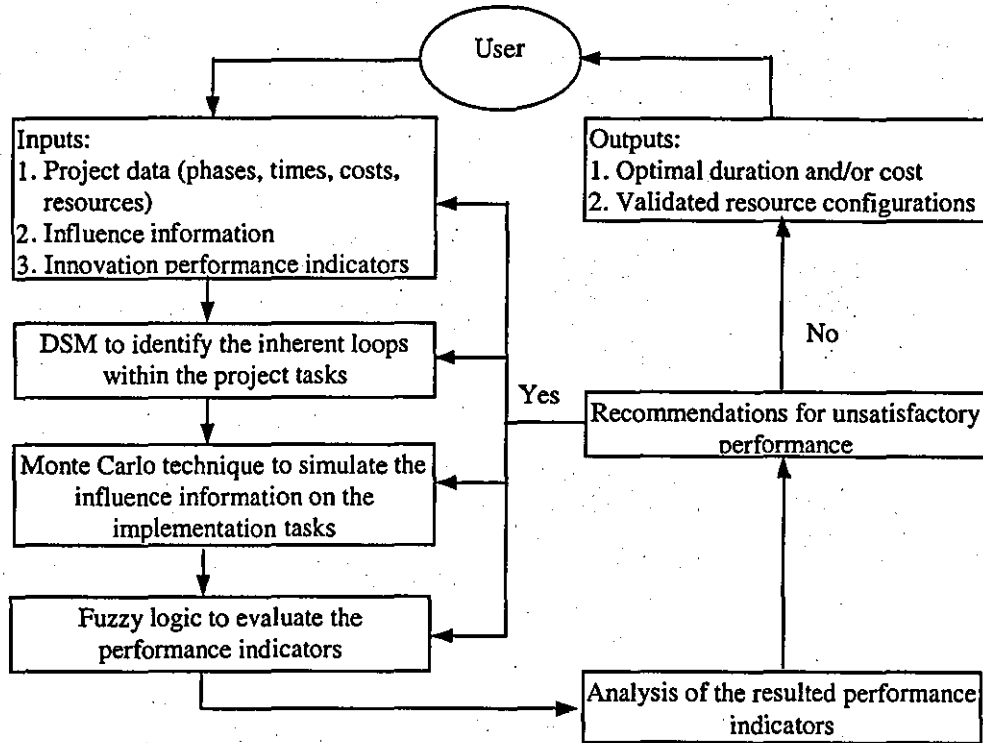 User
Inputs:
1. Project data (phases, times, costs,
resources)
2. Influence information
3. Innovation performance indicators
DSM to identify the inherent loops
within the project tasks
Monte Carlo technique to simulate the
influence information on the
implementation tasks
Fuzzy logic to evaluate the
performance indicators
Yes
Outputs:
1. Optimal duration and/or cost
2. Validated resource configurations
No
Recommendations for unsatisfactory
performance
Analysis of the resulted performance
indicators